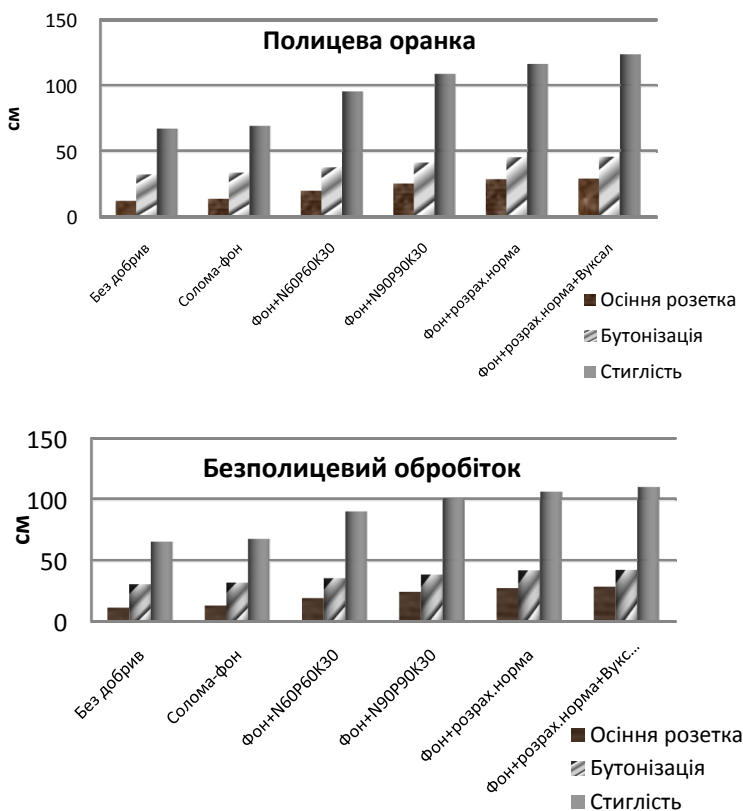 Полицева оранка
150
100
50
0
см
Без добрив
Солома-фон
Фон+N60P60K30
Фон+N90P90K30
Фон+розрах.норма
Фон+розрах.норма+Вуксал
Осіння розетка
Бутонізація
Стиглість
Безполицевий обробіток
150
100
50
0
см
Без добрив
Солома-фон
Фон+N60P60K30
Фон+N90P90K30
Фон+розрах.норма
Фон+розрах.норма+Вукс...
Осіння розетка
Бутонізація
Стиглість